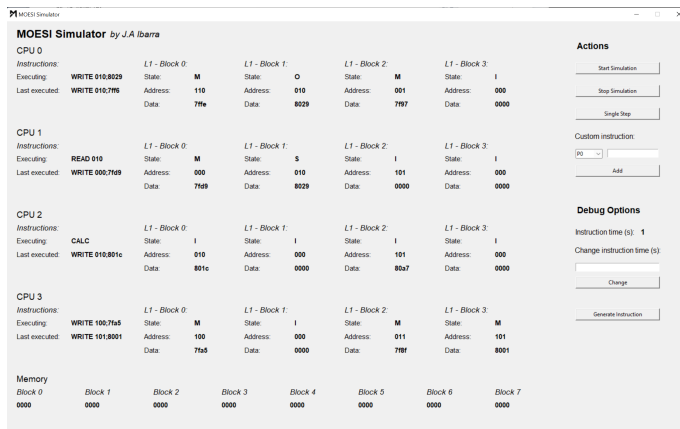 MOESI Simulator
MOESI Simulator by J.A Ibarra
CPU 0
Instructions: L1 - Block 0: L1 - Block 1: L1 - Block 2: L1 - Block 3:
Executing: WRITE 010;8029 State: M State: O State: M State: I
Last executed: WRITE 010;7ff6 Address: 110 Address: 010 Address: 001 Address: 000
Data: 7ffe Data: 8029 Data: 7f97 Data: 0000
CPU 1
Instructions: L1 - Block 0: L1 - Block 1: L1 - Block 2: L1 - Block 3:
Executing: READ 010 State: M State: S State: I State: I
Last executed: WRITE 000;7fd9 Address: 000 Address: 010 Address: 101 Address: 000
Data: 7fd9 Data: 8029 Data: 0000 Data: 0000
CPU 2
Instructions: L1 - Block 0: L1 - Block 1: L1 - Block 2: L1 - Block 3:
Executing: CALC State: I State: I State: I State: I
Last executed: WRITE 010;801c Address: 010 Address: 000 Address: 101 Address: 000
Data: 801c Data: 0000 Data: 80a7 Data: 0000
CPU 3
Instructions: L1 - Block 0: L1 - Block 1: L1 - Block 2: L1 - Block 3:
Executing: WRITE 100;7fa5 State: M State: I State: M State: M
Last executed: WRITE 101;8001 Address: 100 Address: 000 Address: 011 Address: 101
Data: 7fa5 Data: 0000 Data: 7f8f Data: 8001
Memory
Block 0 Block 1 Block 2 Block 3 Block 4 Block 5 Block 6 Block 7
0000 0000 0000 0000 0000 0000 0000 0000
Actions
Start Simulation
Stop Simulation
Single Step
Custom instruction:
P0
Add
Debug Options
Instruction time (s): 1
Change instruction time (s):
Change
Generate Instruction